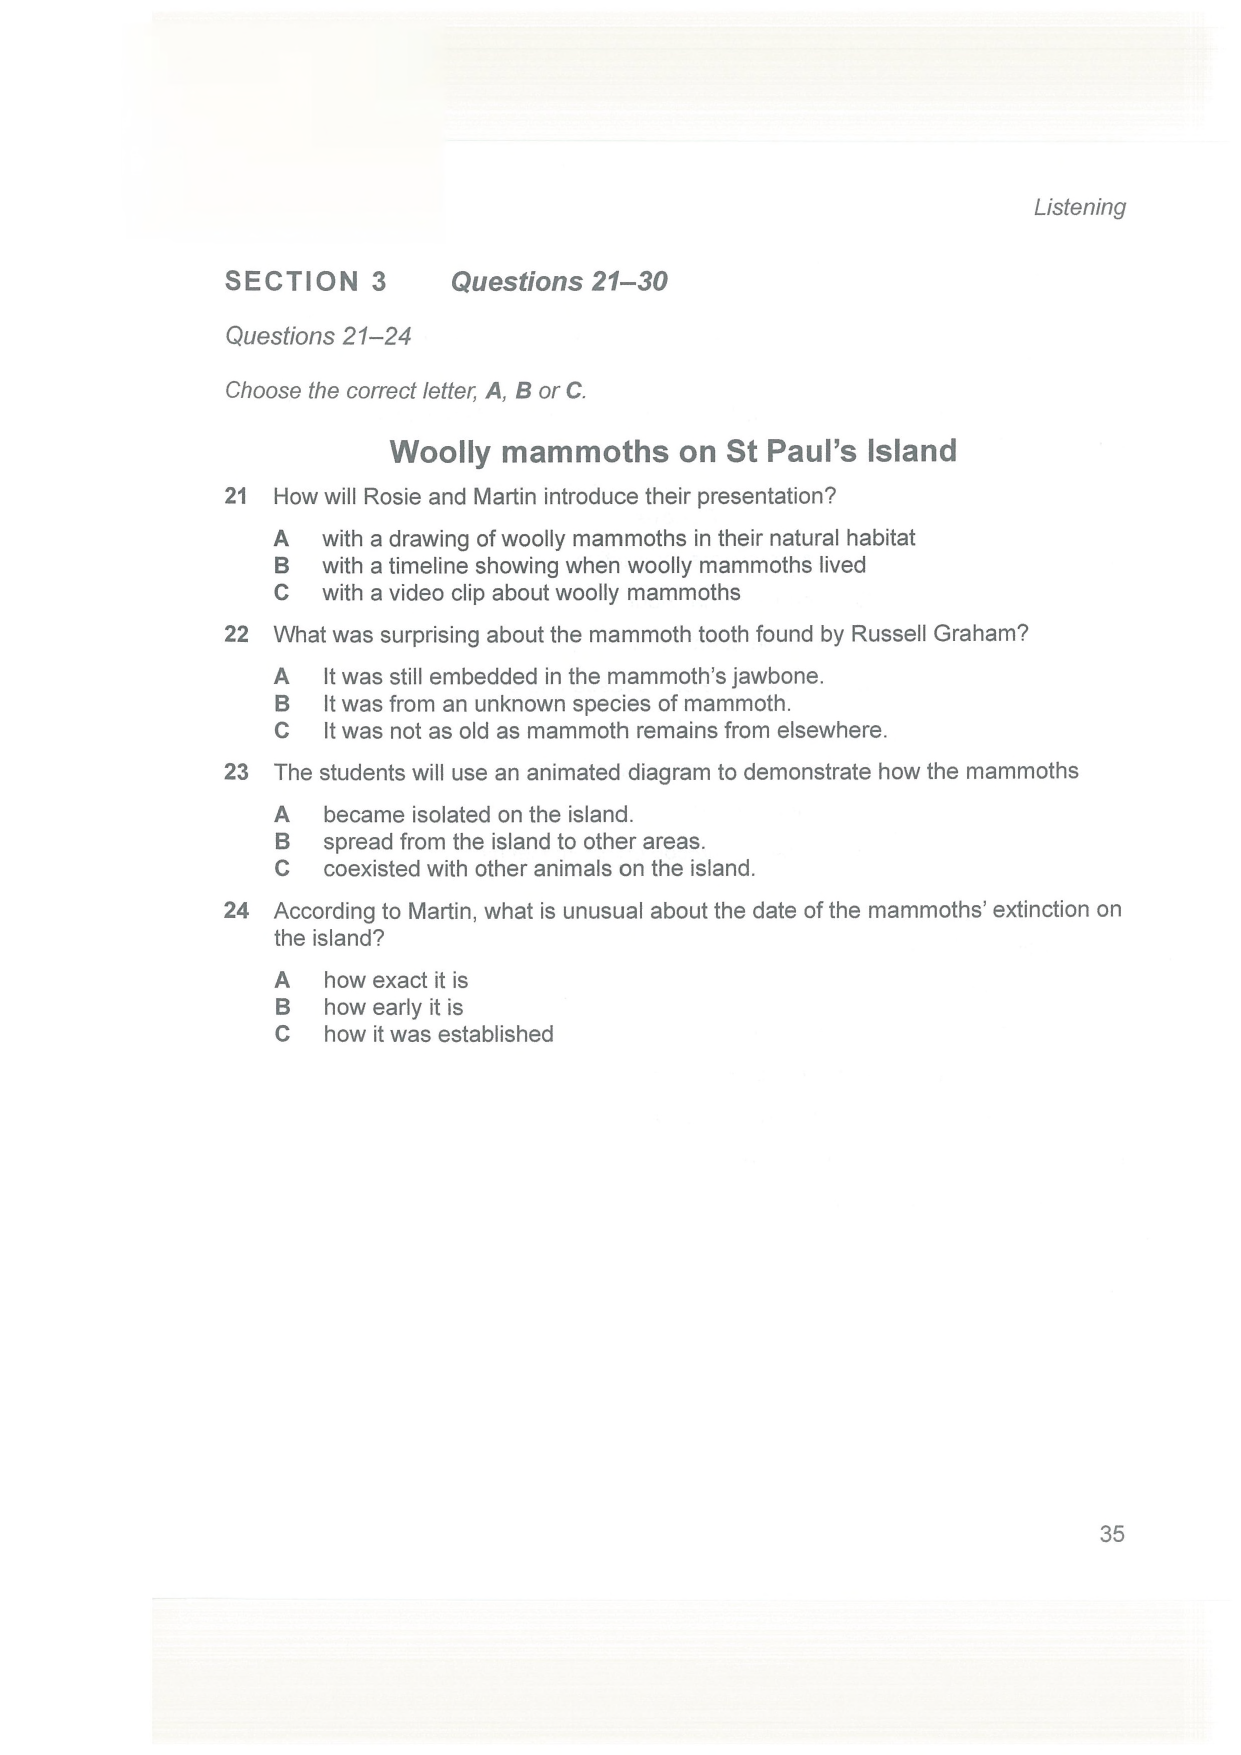 Listening
SECTION 3 Questions 21–30
Questions 21–24
Choose the correct letter, A, B or C.
Woolly mammoths on St Paul's Island
21 How will Rosie and Martin introduce their presentation?
A with a drawing of woolly mammoths in their natural habitat
B with a timeline showing when woolly mammoths lived
C with a video clip about woolly mammoths
22 What was surprising about the mammoth tooth found by Russell Graham?
A It was still embedded in the mammoth's jawbone.
B It was from an unknown species of mammoth.
C It was not as old as mammoth remains from elsewhere.
23 The students will use an animated diagram to demonstrate how the mammoths
A became isolated on the island.
B spread from the island to other areas.
C coexisted with other animals on the island.
24 According to Martin, what is unusual about the date of the mammoths' extinction on
the island?
A how exact it is
B how early it is
C how it was established
35